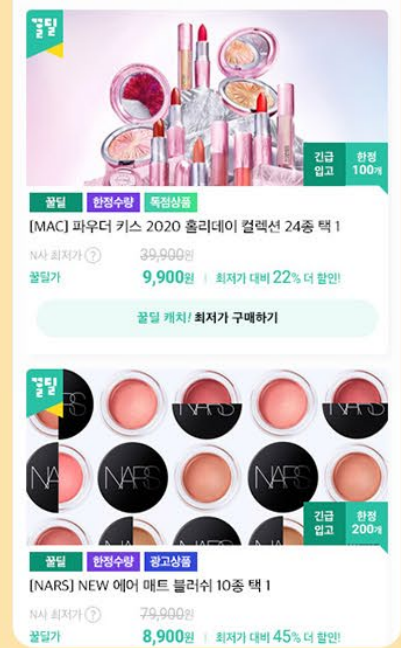 꿀딜
긴급 입고 한정 100개
꿀딜 한정수량 독점상품
[MAC] 파우더 키스 2020 홀리데이 컬렉션 24종 택 1
N사 최저가 ? 39,900원
꿀딜가 9,900원 | 최저가 대비 22% 더 할인!
꿀딜 캐치! 최저가 구매하기
꿀딜
NARS NARS
NARS NARS
긴급 입고 한정 200개
꿀딜 한정수량 광고상품
[NARS] NEW 에어 매트 블러쉬 10종 택 1
N사 최저가 ? 79,900원
꿀딜가 8,900원 | 최저가 대비 45% 더 할인!